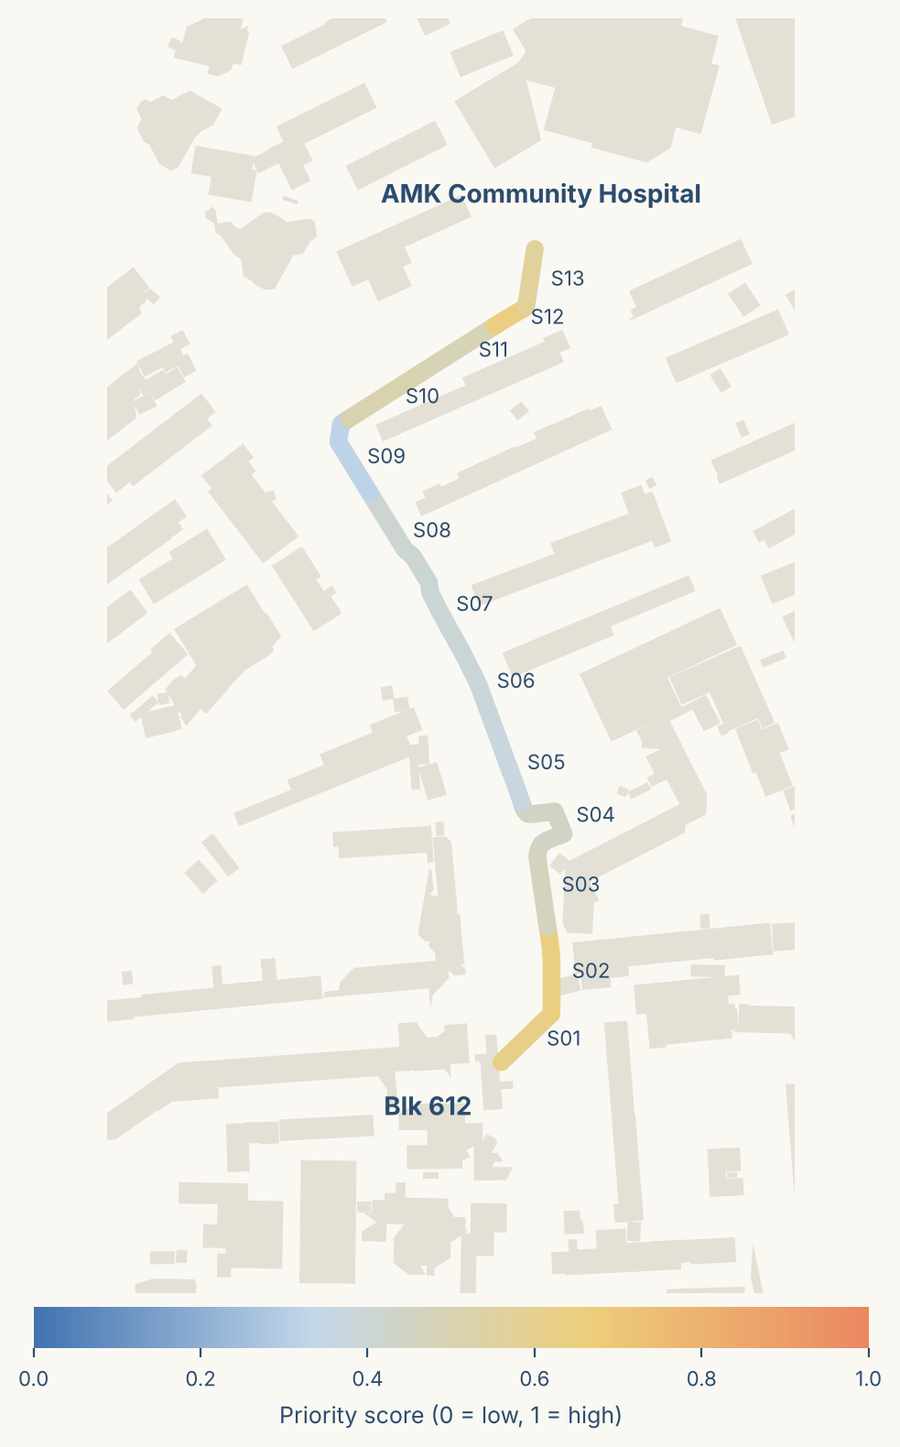 AMK Community Hospital
S13
S12
S11
S10
S09
S08
S07
S06
S05
S04
S03
S02
S01
Blk 612
0.0 0.2 0.4 0.6 0.8 1.0
Priority score (0 = low, 1 = high)